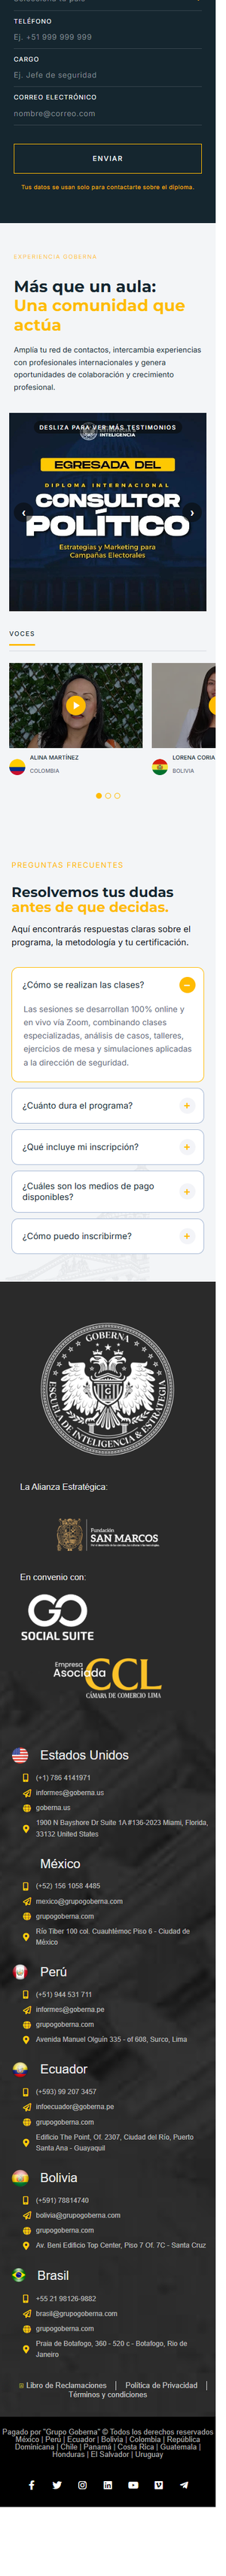 TELÉFONO
Ej. +51 999 999 999
CARGO
Ej. Jefe de seguridad
CORREO ELECTRÓNICO
nombre@correo.com
ENVIAR
Tus datos se usan solo para contactarte sobre el diploma.
EXPERIENCIA GOBERNA
Más que un aula:
Una comunidad que
actúa
Amplía tu red de contactos, intercambia experiencias
con profesionales internacionales y genera
oportunidades de colaboración y crecimiento
profesional.
DESLIZA PARA VER MÁS TESTIMONIOS
INTELIGENCIA
EGRESADA DEL
DIPLOMA INTERNACIONAL
CONSULTOR
POLÍTICO
Estrategias y Marketing para
Campañas Electorales
VOCES
ALINA MARTÍNEZ
COLOMBIA
LORENA CORIA
BOLIVIA
PREGUNTAS FRECUENTES
Resolvemos tus dudas
antes de que decidas.
Aquí encontrarás respuestas claras sobre el
programa, la metodología y tu certificación.
¿Cómo se realizan las clases?
Las sesiones se desarrollan 100% online y
en vivo vía Zoom, combinando clases
especializadas, análisis de casos, talleres,
ejercicios de mesa y simulaciones aplicadas
a la dirección de seguridad.
¿Cuánto dura el programa?
¿Qué incluye mi inscripción?
¿Cuáles son los medios de pago
disponibles?
¿Cómo puedo inscribirme?
GOBERNA
ESCUELA DE INTELIGENCIA & ESTRATEGIA
La Alianza Estratégica:
Fundación
SAN MARCOS
En convenio con:
GO
SOCIAL SUITE
Empresa
Asociada
CCL
CÁMARA DE COMERCIO LIMA
Estados Unidos
(+1) 786 4141971
informes@goberna.us
goberna.us
1900 N Bayshore Dr Suite 1A #136-2023 Miami, Florida,
33132 United States
México
(+52) 156 1058 4485
mexico@grupogoberna.com
grupogoberna.com
Río Tiber 100 col. Cuauhtémoc Piso 6 - Ciudad de
México
Perú
(+51) 944 531 711
informes@goberna.pe
grupogoberna.com
Avenida Manuel Olguín 335 - of 608, Surco, Lima
Ecuador
(+593) 99 207 3457
infoecuador@goberna.pe
grupogoberna.com
Edificio The Point, Of. 2307, Ciudad del Río, Puerto
Santa Ana - Guayaquil
Bolivia
(+591) 78814740
bolivia@grupogoberna.com
grupogoberna.com
Av. Beni Edificio Top Center, Piso 7 Of. 7C - Santa Cruz
Brasil
+55 21 98126-9882
brasil@grupogoberna.com
grupogoberna.com
Praia de Botafogo, 360 - 520 c - Botafogo, Rio de
Janeiro
Libro de Reclamaciones | Política de Privacidad |
Términos y condiciones
Pagado por "Grupo Goberna" © Todos los derechos reservados
México | Perú | Ecuador | Bolivia | Colombia | República
Dominicana | Chile | Panamá | Costa Rica | Guatemala |
Honduras | El Salvador | Uruguay